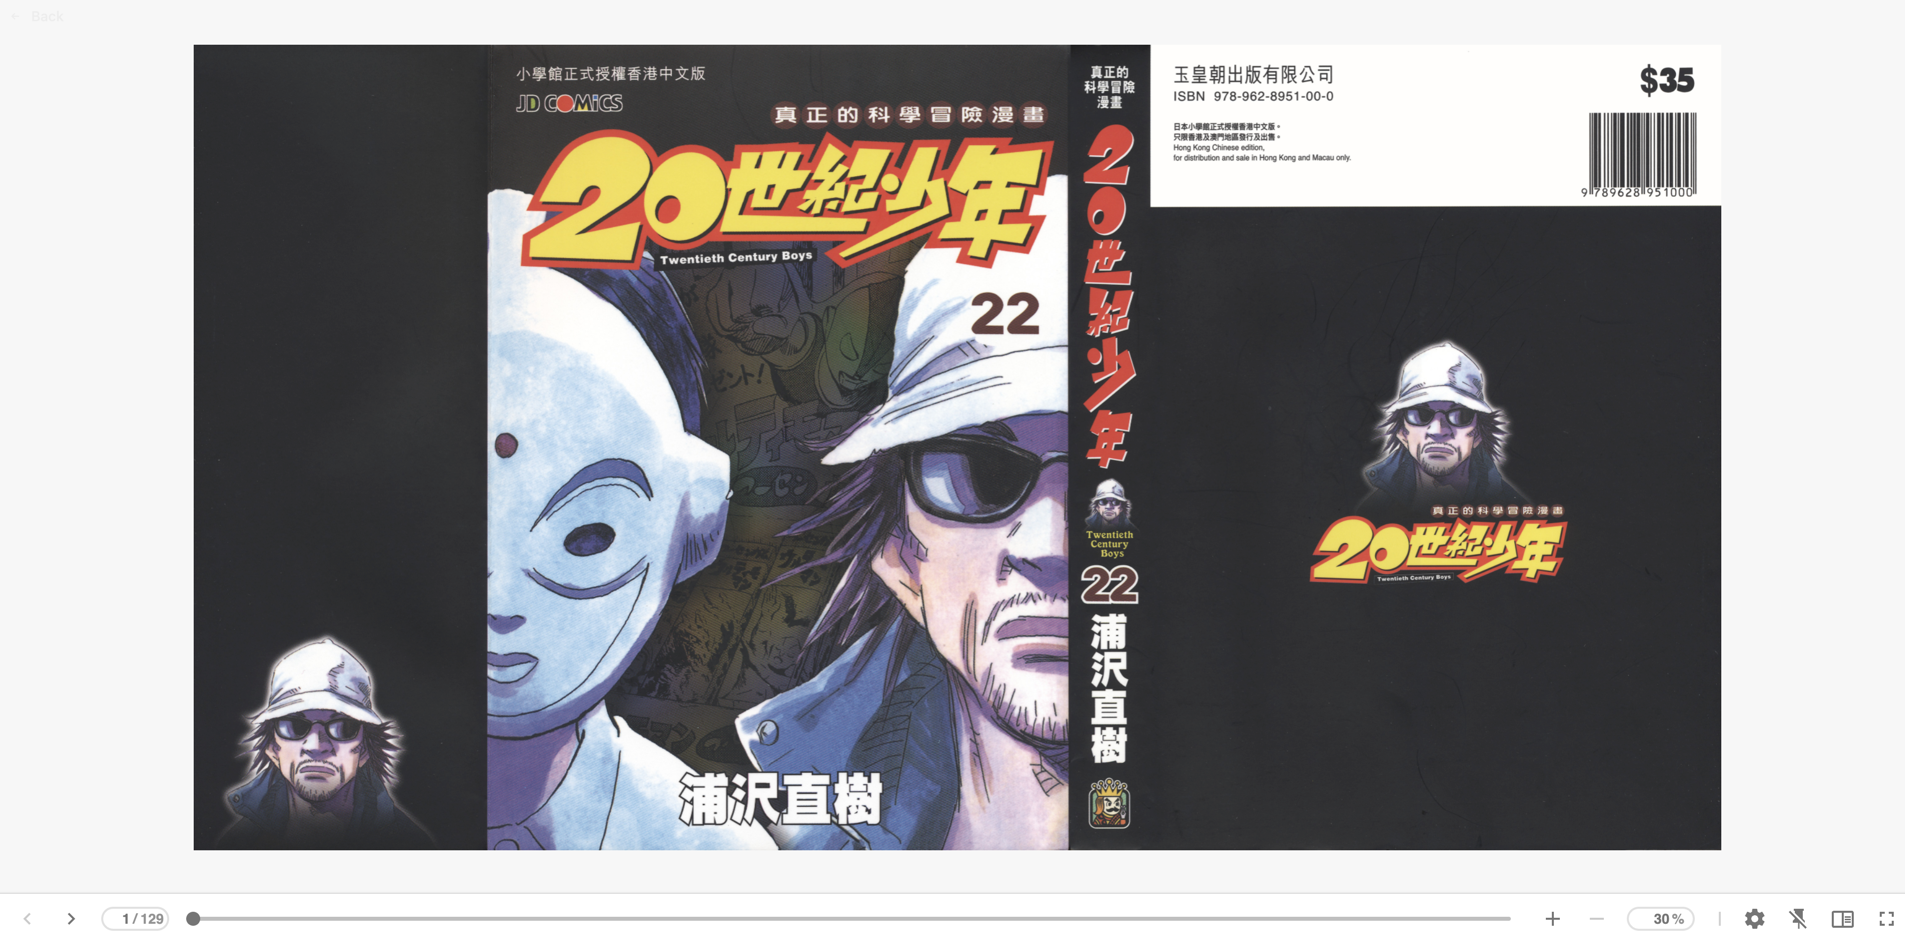 Back
小學館正式授權香港中文版
JD COMiCS
真正的科學冒險漫畫
20世紀少年
Twentieth Century Boys
22
浦沢直樹
真正的
科學冒險
漫畫
20世紀少年
Twentieth
Century
Boys
22
浦沢直樹
玉皇朝出版有限公司
ISBN 978-962-8951-00-0
日本小學館正式授權香港中文版。
只限香港及澳門地區發行及出售。
Hong Kong Chinese edition,
for distribution and sale in Hong Kong and Macau only.
$35
9 789628 951000
真正的科學冒險漫畫
20世紀少年
Twentieth Century Boys
1 / 129
30 %